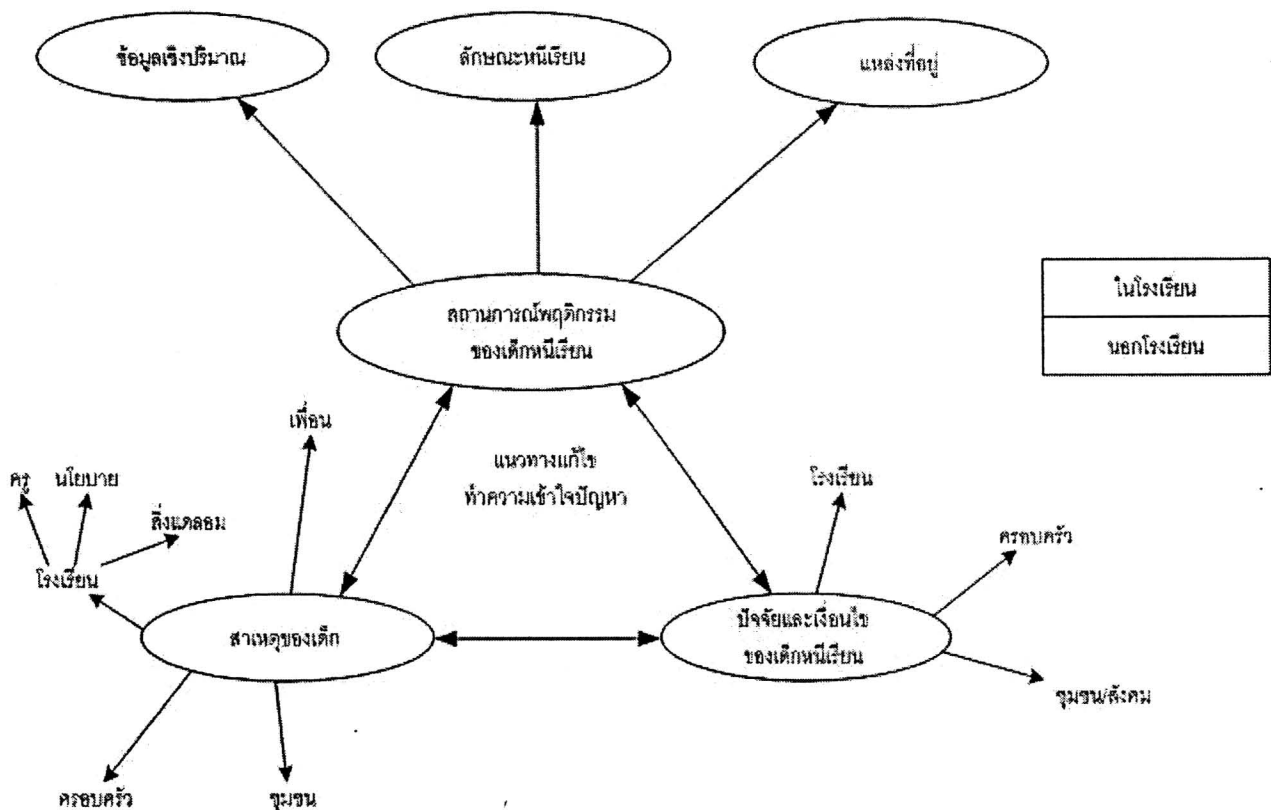 ข้อมูลเชิงปริมาณ
ลักษณะหนีเรียน
แหล่งที่อยู่
สถานการณ์พฤติกรรม
ของเด็กหนีเรียน
ในโรงเรียน
นอกโรงเรียน
เพื่อน
แนวทางแก้ไข
ทำความเข้าใจปัญหา
ครู
นโยบาย
สิ่งแวดลอม
โรงเรียน
โรงเรียน
ครอบครัว
สาเหตุของเด็ก
ปัจจัยและเงื่อนไข
ของเด็กหนีเรียน
ชุมชน/สังคม
ครอบครัว
ชุมชน